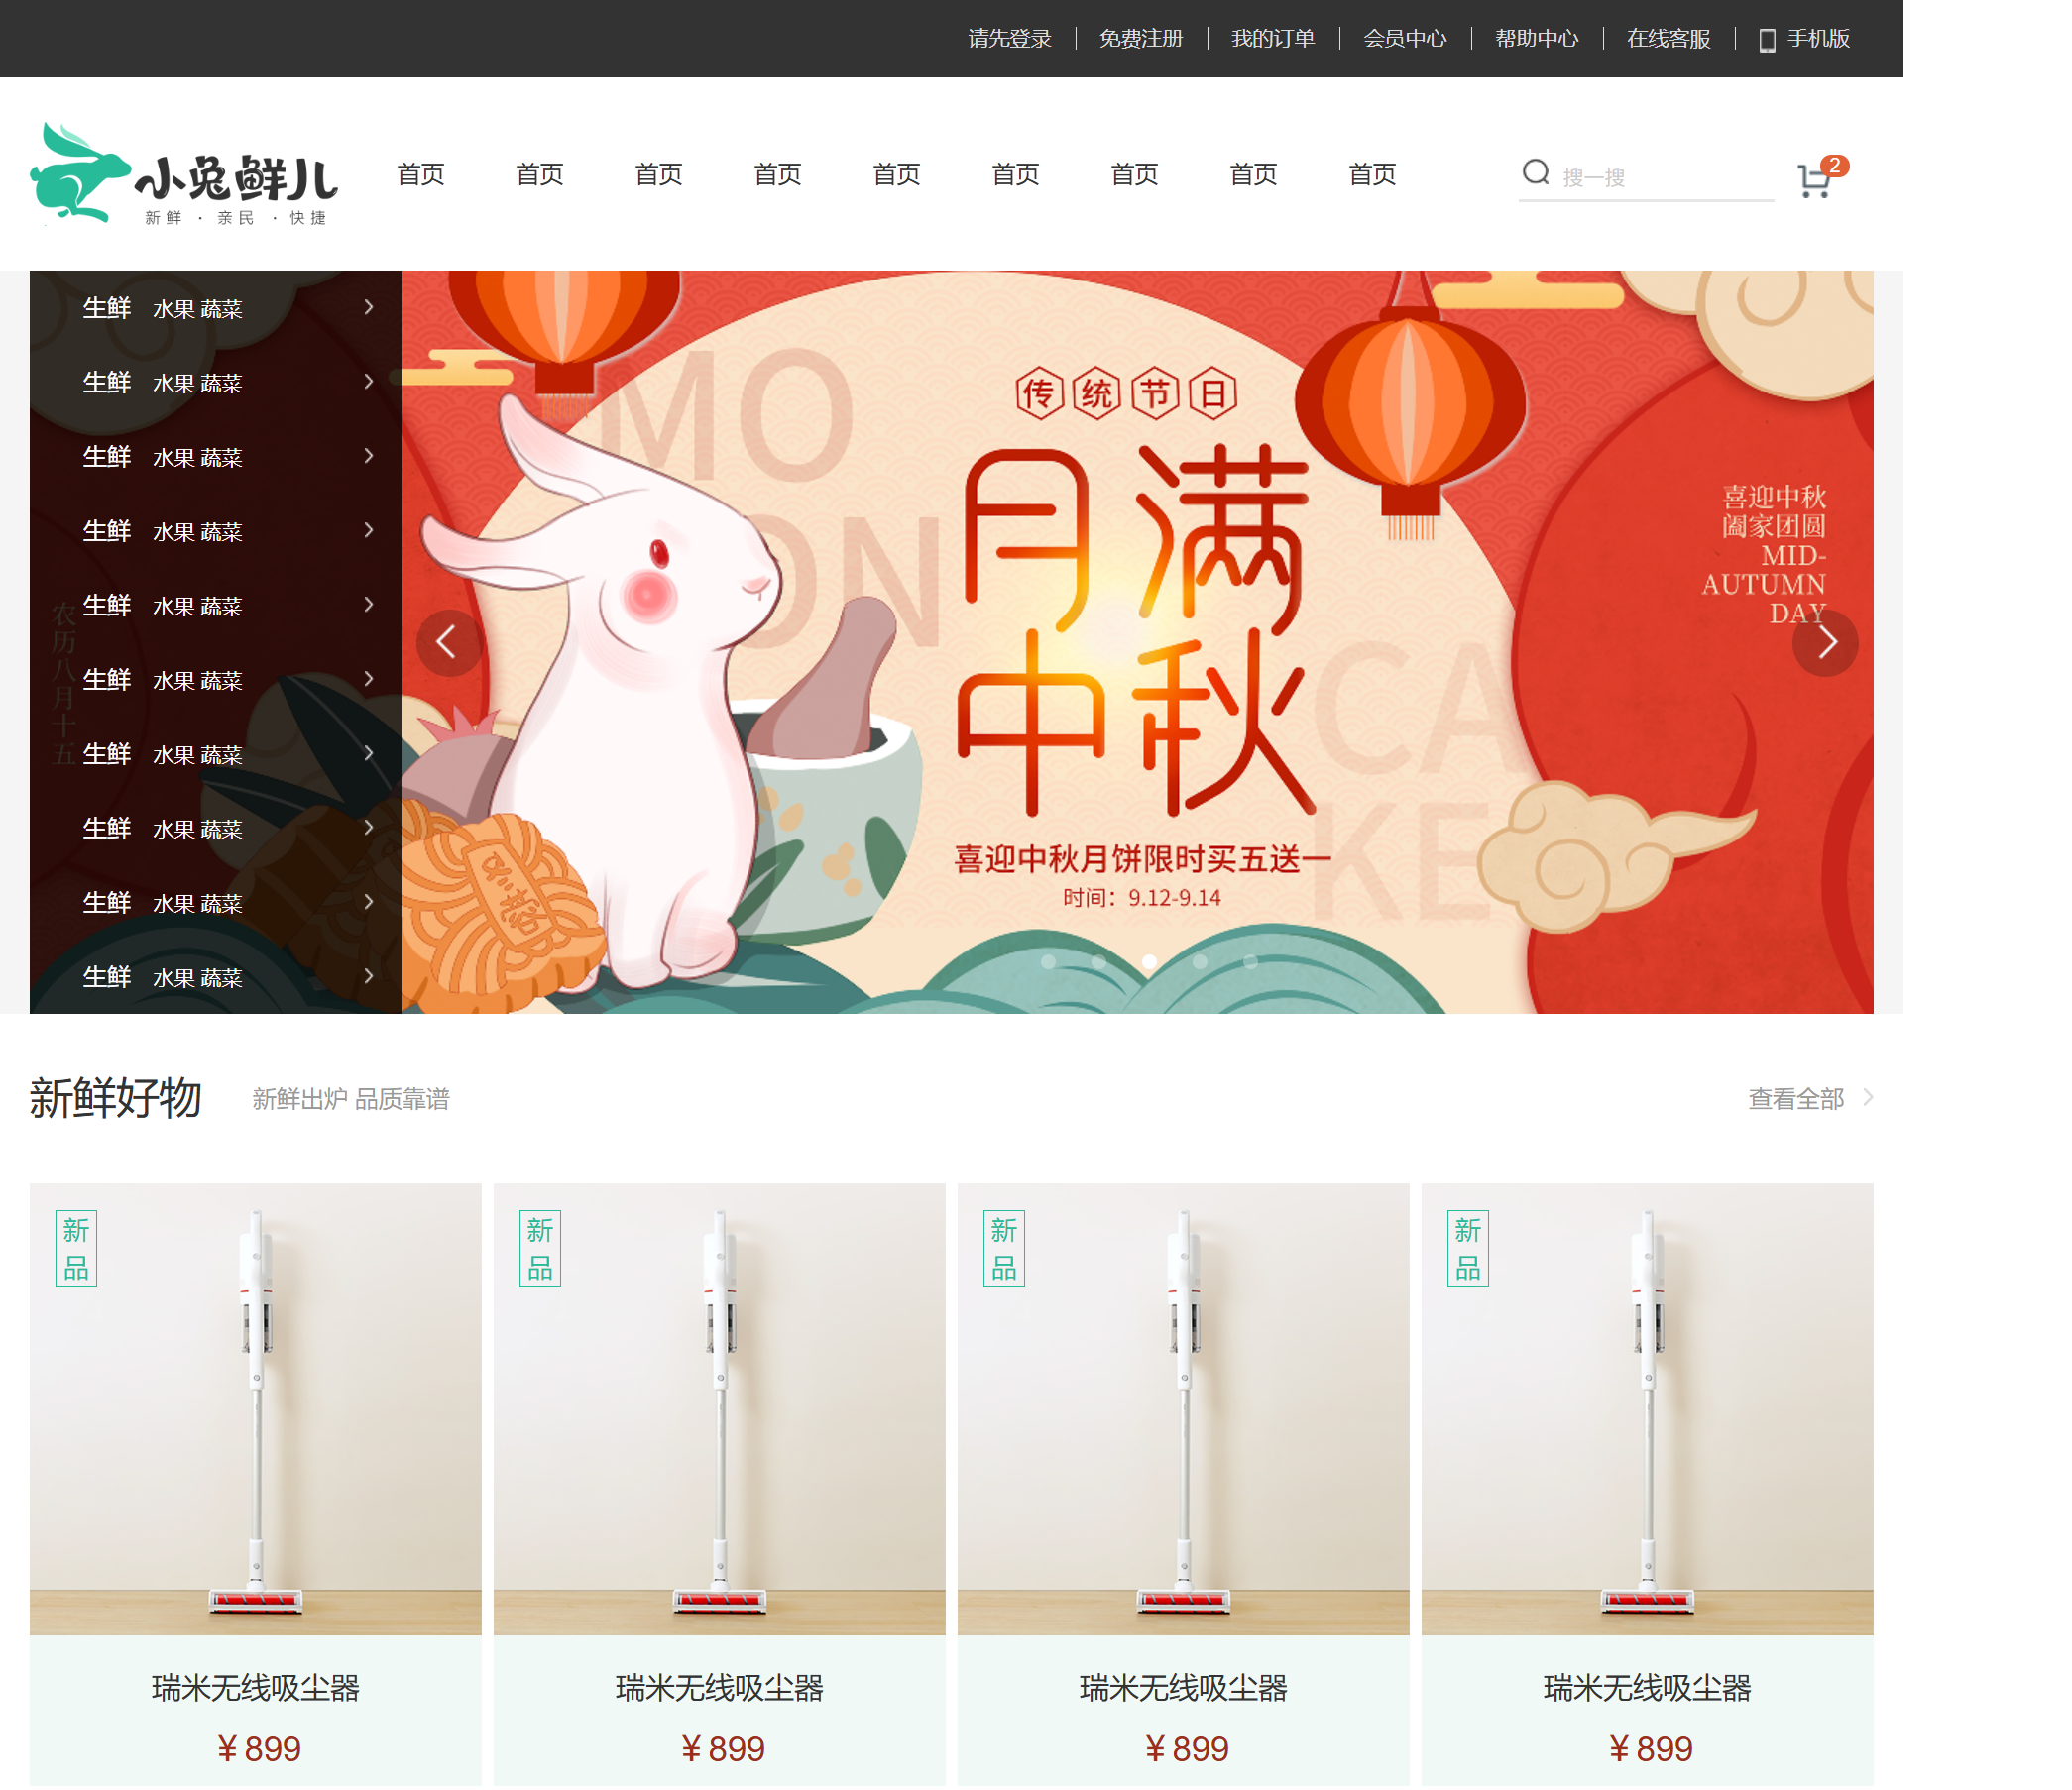 请先登录 免费注册 我的订单 会员中心 帮助中心 在线客服 手机版
小兔鲜儿
新鲜 · 亲民 · 快捷
首页 首页 首页 首页 首页 首页 首页 首页 首页
搜一搜
2
生鲜 水果 蔬菜
生鲜 水果 蔬菜
生鲜 水果 蔬菜
生鲜 水果 蔬菜
生鲜 水果 蔬菜
生鲜 水果 蔬菜
生鲜 水果 蔬菜
生鲜 水果 蔬菜
生鲜 水果 蔬菜
生鲜 水果 蔬菜
农历八月十五
MO
ON
CA
KE
传统节日
月满
中秋
喜迎中秋月饼限时买五送一
时间：9.12-9.14
喜迎中秋
阖家团圆
MID-
AUTUMN
DAY
新鲜好物 新鲜出炉 品质靠谱 查看全部
新品 新品 新品 新品
瑞米无线吸尘器 瑞米无线吸尘器 瑞米无线吸尘器 瑞米无线吸尘器
¥ 899 ¥ 899 ¥ 899 ¥ 899